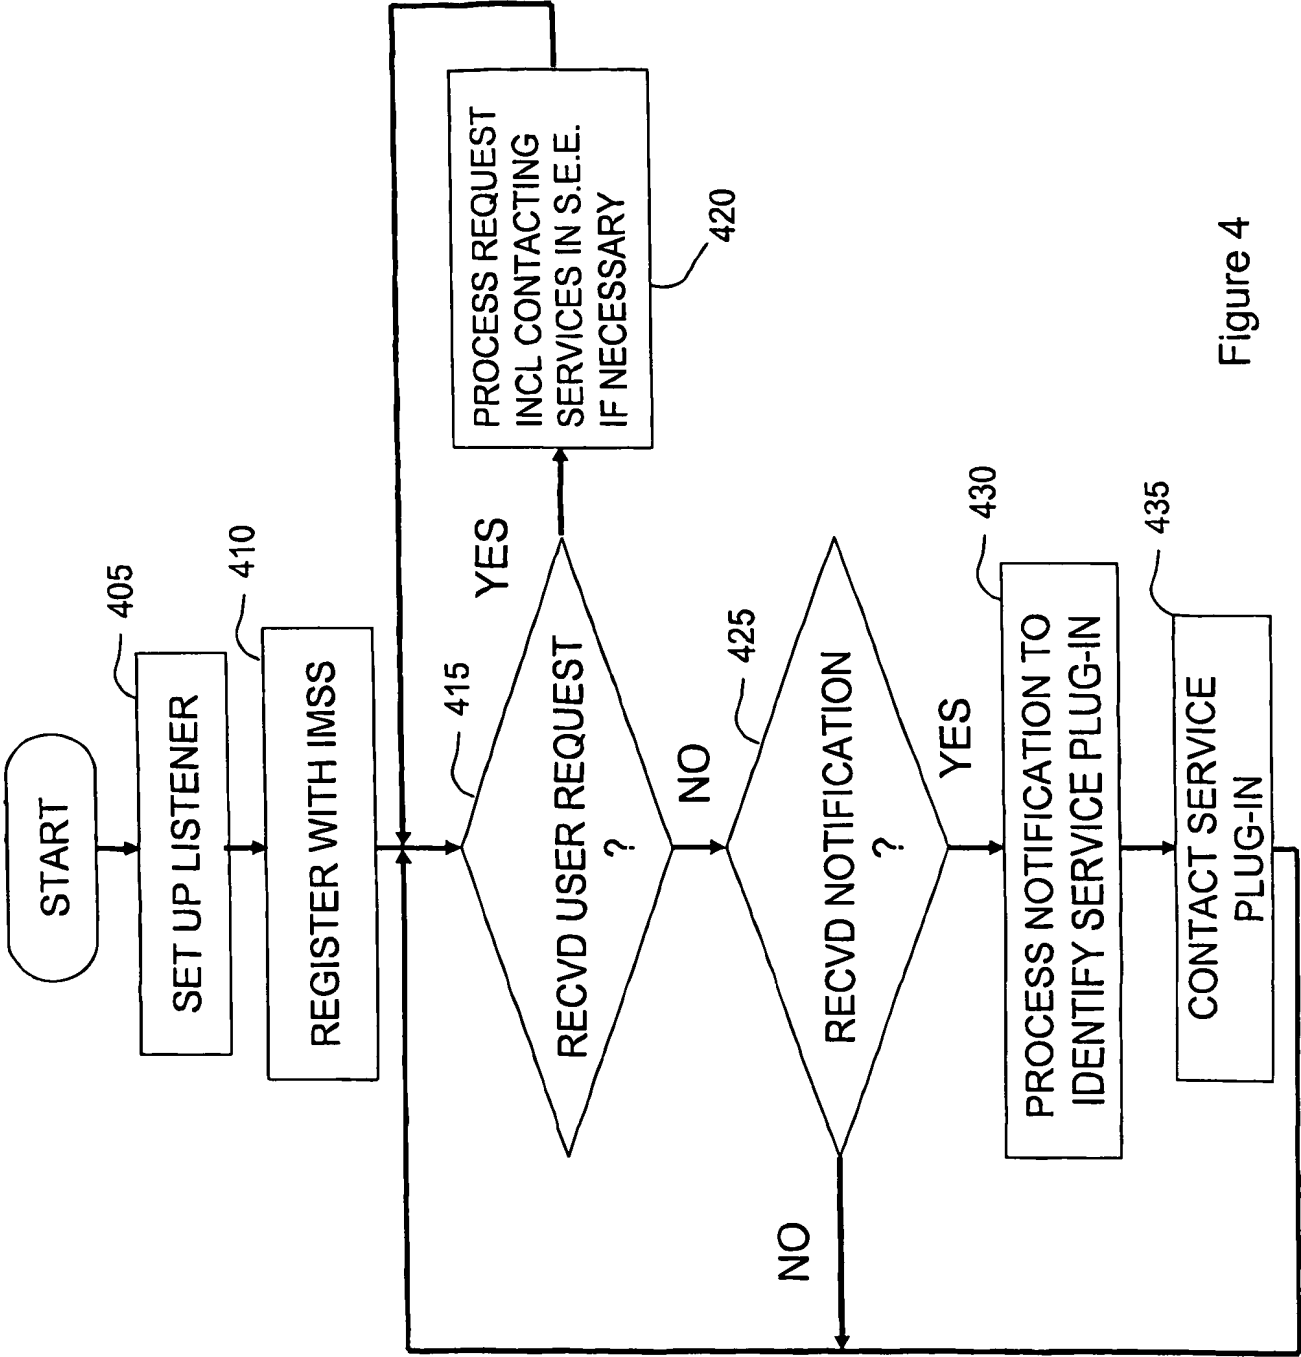 START
405
SET UP LISTENER
410
REGISTER WITH IMSS
415
RECVD USER REQUEST
?
YES
PROCESS REQUEST
INCL CONTACTING
SERVICES IN S.E.E.
IF NECESSARY
420
NO
425
RECVD NOTIFICATION
?
NO
YES
430
PROCESS NOTIFICATION TO
IDENTIFY SERVICE PLUG-IN
435
CONTACT SERVICE
PLUG-IN
Figure 4